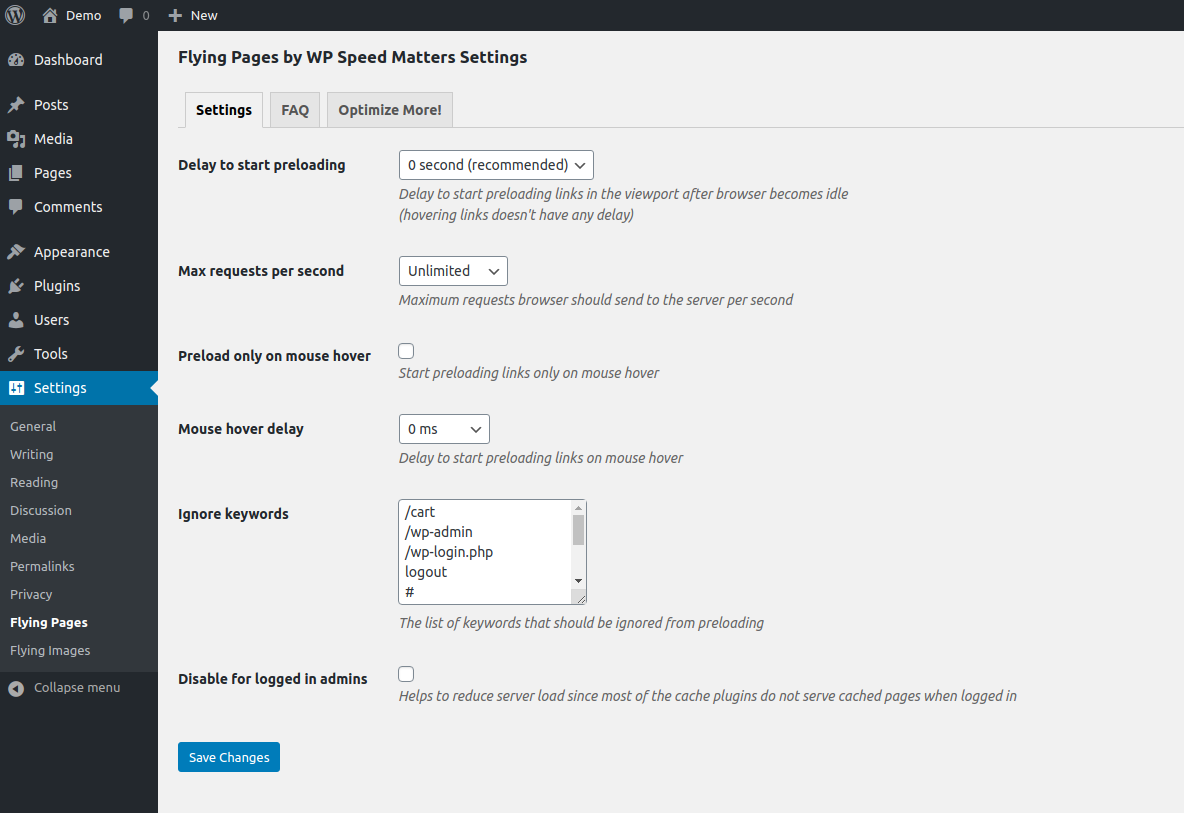 Demo 0 New
Dashboard
Posts
Media
Pages
Comments
Appearance
Plugins
Users
Tools
Settings
General
Writing
Reading
Discussion
Media
Permalinks
Privacy
Flying Pages
Flying Images
Collapse menu
Flying Pages by WP Speed Matters Settings
Settings FAQ Optimize More!
Delay to start preloading 0 second (recommended)
Delay to start preloading links in the viewport after browser becomes idle
(hovering links doesn't have any delay)
Max requests per second Unlimited
Maximum requests browser should send to the server per second
Preload only on mouse hover
Start preloading links only on mouse hover
Mouse hover delay 0 ms
Delay to start preloading links on mouse hover
Ignore keywords /cart
/wp-admin
/wp-login.php
logout
#
The list of keywords that should be ignored from preloading
Disable for logged in admins
Helps to reduce server load since most of the cache plugins do not serve cached pages when logged in
Save Changes